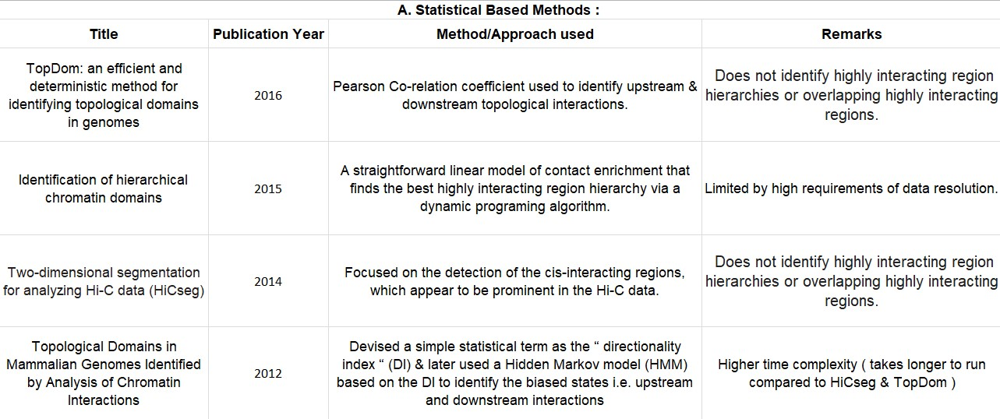 A. Statistical Based Methods :
Title
Publication Year
Method/Approach used
Remarks
TopDom: an efficient and
deterministic method for
identifying topological domains
in genomes
2016
Pearson Co-relation coefficient used to identify upstream &
downstream topological interactions.
Does not identify highly interacting region
hierarchies or overlapping highly interacting
regions.
Identification of hierarchical
chromatin domains
2015
A straightforward linear model of contact enrichment that
finds the best highly interacting region hierarchy via a
dynamic programing algorithm.
Limited by high requirements of data resolution.
Two-dimensional segmentation
for analyzing Hi-C data (HiCseg)
2014
Focused on the detection of the cis-interacting regions,
which appear to be prominent in the Hi-C data.
Does not identify highly interacting region
hierarchies or overlapping highly interacting
regions.
Topological Domains in
Mammalian Genomes Identified
by Analysis of Chromatin
Interactions
2012
Devised a simple statistical term as the “ directionality
index “ (DI) & later used a Hidden Markov model (HMM)
based on the DI to identify the biased states i.e. upstream
and downstream interactions
Higher time complexity ( takes longer to run
compared to HiCseg & TopDom )